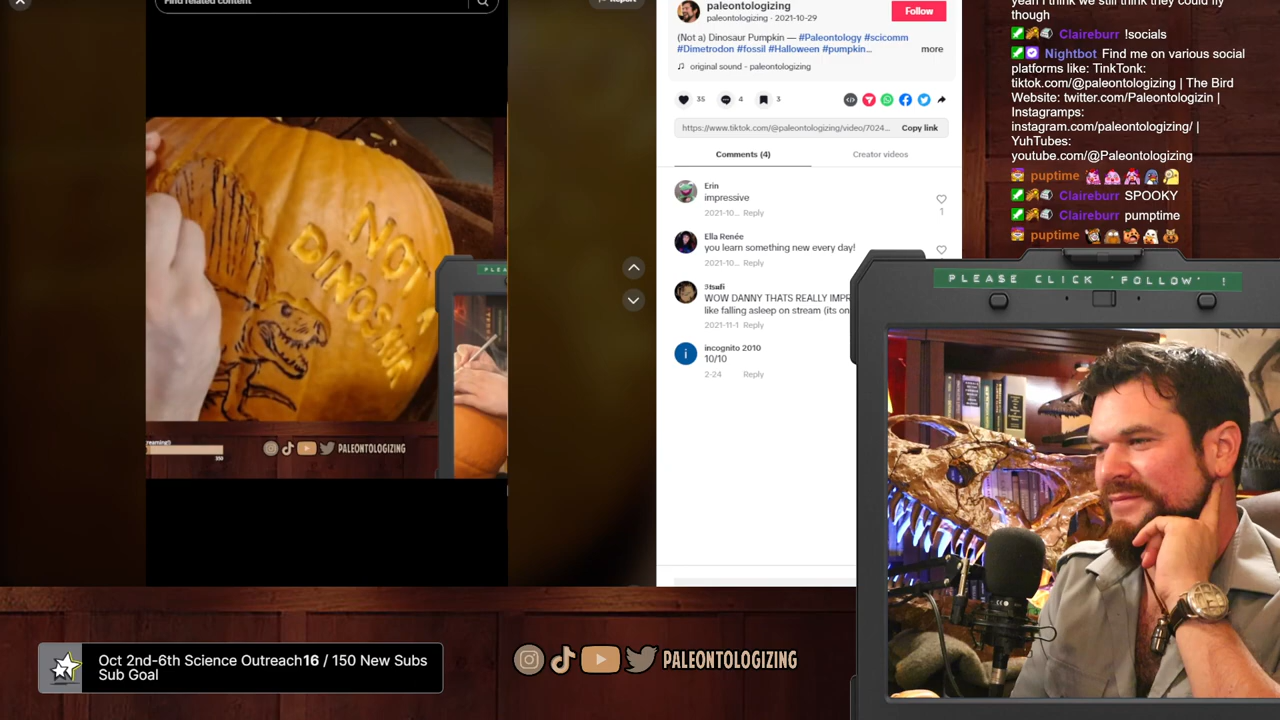 Find related content
Report
paleontologizing
paleontologizing · 2021-10-29
Follow
(Not a) Dinosaur Pumpkin — #Paleontology #scicomm
#Dimetrodon #fossil #Halloween #pumpkin...
more
original sound - paleontologizing
35
4
3
https://www.tiktok.com/@paleontologizing/video/7024...
Copy link
Comments (4)
Creator videos
Erin
impressive
2021-10... Reply
1
Ella Renée
you learn something new every day!
2021-10... Reply
WOW DANNY THATS REALLY IMPR
like falling asleep on stream (its on
2021-11-1 Reply
incognito 2010
10/10
2-24 Reply
NOT
A
DINOSAUR
PLEA
350
PALEONTOLOGIZING
yeah I think we still think they could fly
though
Claireburr !socials
Nightbot Find me on various social
platforms like: TinkTonk:
tiktok.com/@paleontologizing | The Bird
Website: twitter.com/Paleontologizin |
Instagramps:
instagram.com/paleontologizing/ |
YuhTubes:
youtube.com/@Paleontologizing
puptime
Claireburr SPOOKY
Claireburr pumptime
puptime
PLEASE CLICK "FOLLOW" !
Oct 2nd-6th Science Outreach16 / 150 New Subs
Sub Goal
PALEONTOLOGIZING